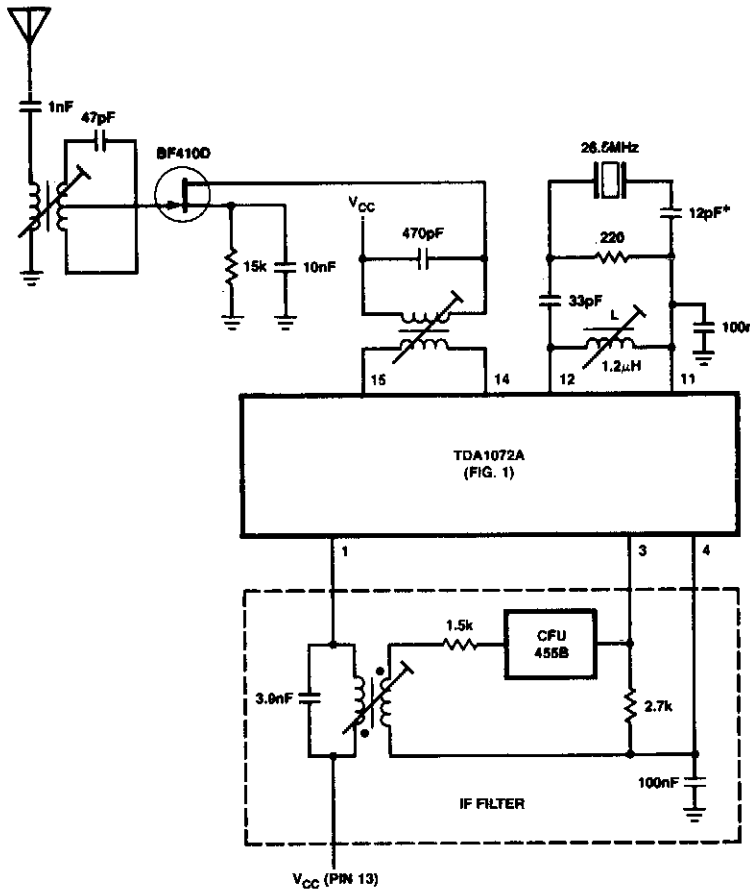 1nF
47pF
BF410D
26.5MHz
12pF*
VCC
470pF
220
15k
10nF
33pF
L
100n
1.2µH
15
14
12
11
TDA1072A
(FIG. 1)
1
3
4
1.5k
CFU
455B
3.9nF
2.7k
100nF
IF FILTER
VCC (PIN 13)